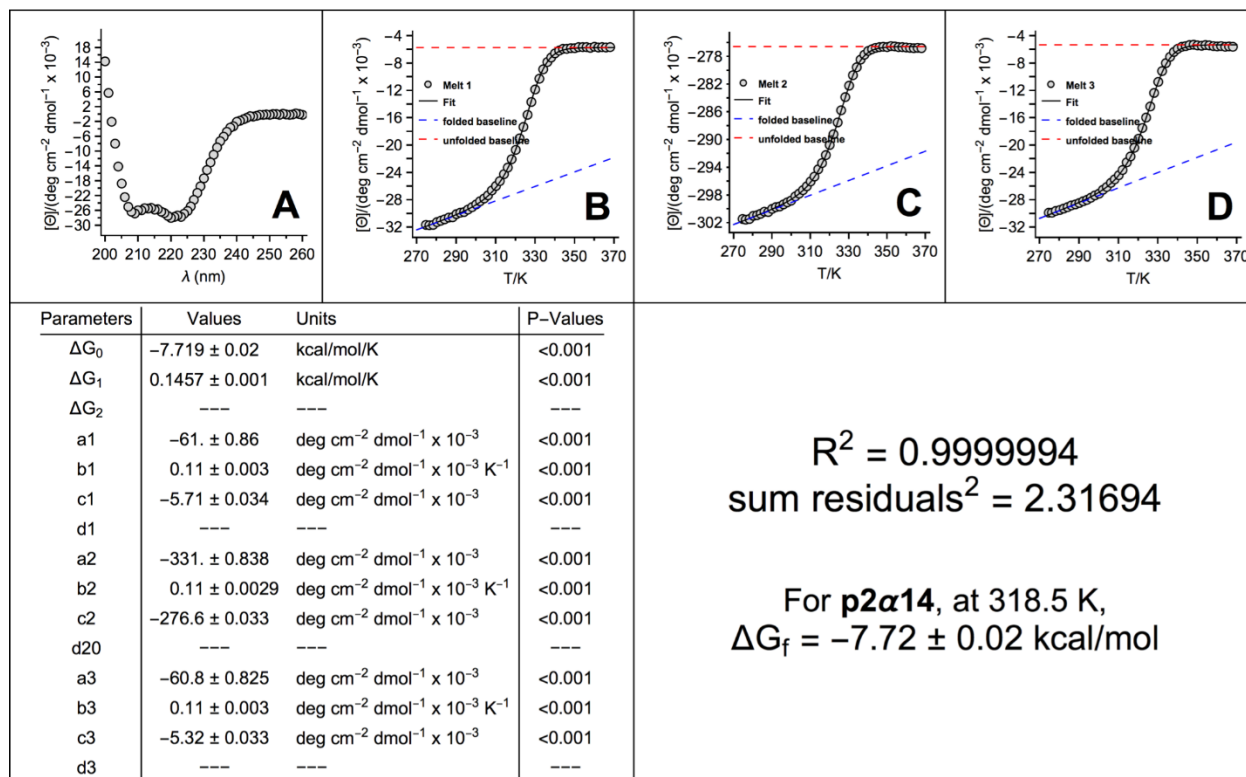 18
14
10
6
2
−2
−6
−10
−14
−18
−22
−26
−30
[Θ]/(deg cm⁻² dmol⁻¹ x 10⁻³)
200 210 220 230 240 250 260
λ (nm)
A
−4
−8
−12
−16
−20
−24
−28
−32
[Θ]/(deg cm⁻² dmol⁻¹ x 10⁻³)
Melt 1
Fit
folded baseline
unfolded baseline
270 290 310 330 350 370
T/K
B
−276
−278
−282
−286
−290
−294
−298
−302
[Θ]/(deg cm⁻² dmol⁻¹ x 10⁻³)
Melt 2
Fit
folded baseline
unfolded baseline
270 290 310 330 350 370
T/K
C
−4
−8
−12
−16
−20
−24
−28
−32
[Θ]/(deg cm⁻² dmol⁻¹ x 10⁻³)
Melt 3
Fit
folded baseline
unfolded baseline
270 290 310 330 350 370
T/K
D
Parameters Values Units P−Values
ΔG₀ −7.719 ± 0.02 kcal/mol/K <0.001
ΔG₁ 0.1457 ± 0.001 kcal/mol/K <0.001
ΔG₂ −−− −−− −−−
a1 −61. ± 0.86 deg cm⁻² dmol⁻¹ x 10⁻³ <0.001
b1 0.11 ± 0.003 deg cm⁻² dmol⁻¹ x 10⁻³ K⁻¹ <0.001
c1 −5.71 ± 0.034 deg cm⁻² dmol⁻¹ x 10⁻³ <0.001
d1 −−− −−− −−−
a2 −331. ± 0.838 deg cm⁻² dmol⁻¹ x 10⁻³ <0.001
b2 0.11 ± 0.0029 deg cm⁻² dmol⁻¹ x 10⁻³ K⁻¹ <0.001
c2 −276.6 ± 0.033 deg cm⁻² dmol⁻¹ x 10⁻³ <0.001
d20 −−− −−− −−−
a3 −60.8 ± 0.825 deg cm⁻² dmol⁻¹ x 10⁻³ <0.001
b3 0.11 ± 0.003 deg cm⁻² dmol⁻¹ x 10⁻³ K⁻¹ <0.001
c3 −5.32 ± 0.033 deg cm⁻² dmol⁻¹ x 10⁻³ <0.001
d3 −−− −−− −−−
R² = 0.9999994
sum residuals² = 2.31694
For p2α14, at 318.5 K,
ΔG_f = −7.72 ± 0.02 kcal/mol